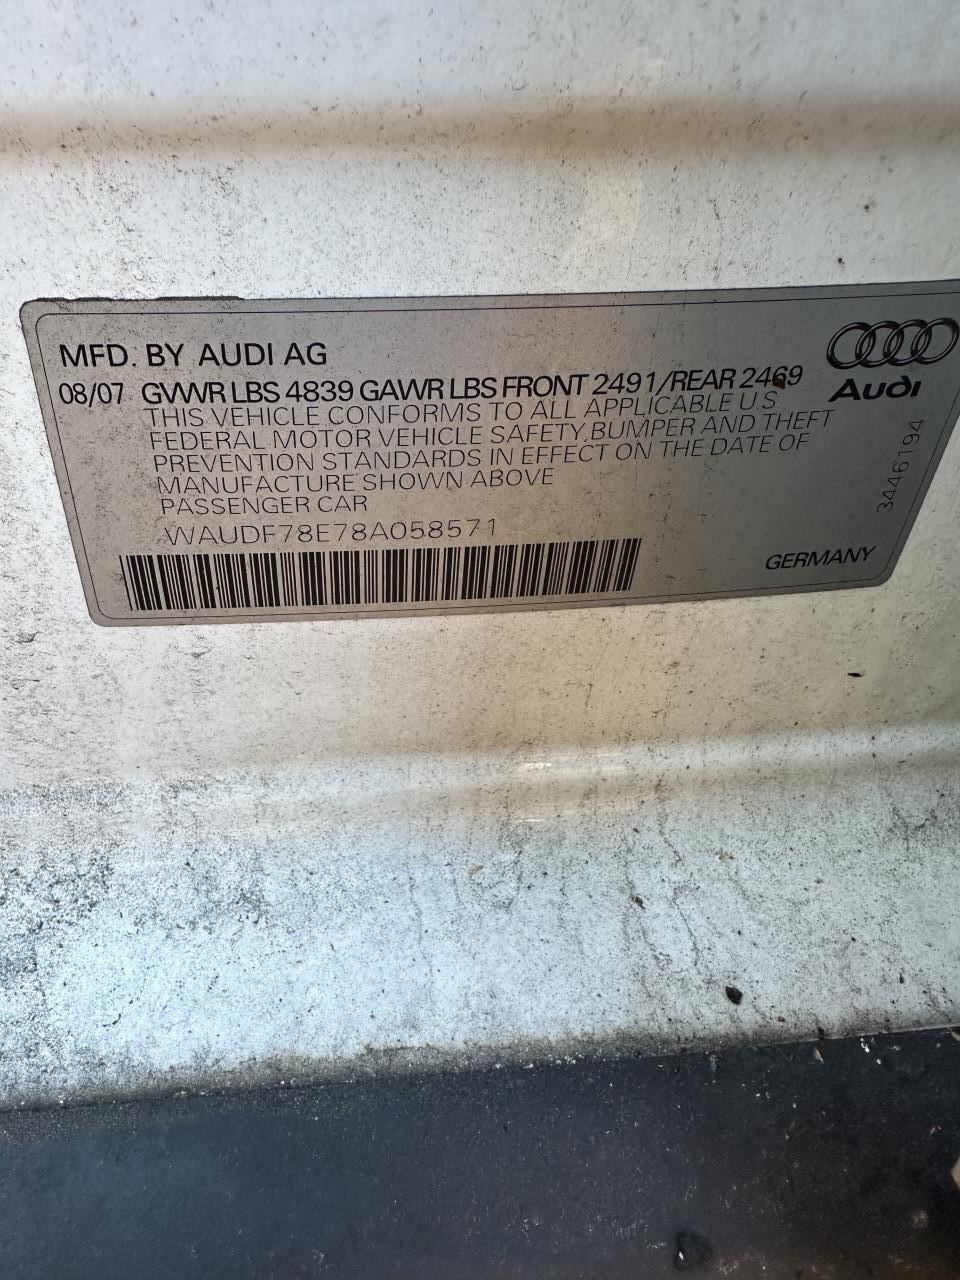 MFD. BY AUDI AG
08/07 GVWR LBS 4839 GAWR LBS FRONT 2491/REAR 2469
THIS VEHICLE CONFORMS TO ALL APPLICABLE U.S.
FEDERAL MOTOR VEHICLE SAFETY, BUMPER AND THEFT
PREVENTION STANDARDS IN EFFECT ON THE DATE OF
MANUFACTURE SHOWN ABOVE
PASSENGER CAR
WAUDF78E78A058571
Audi
3446194
GERMANY